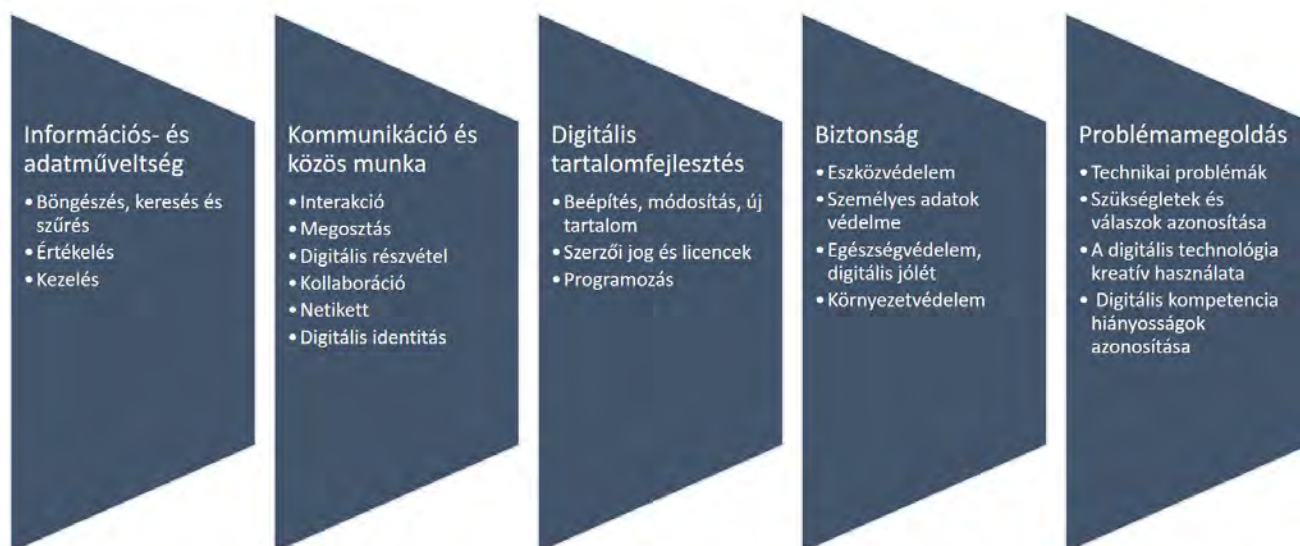 Információs- és
adatműveltség
• Böngészés, keresés és
szűrés
• Értékelés
• Kezelés
Kommunikáció és
közös munka
• Interakció
• Megosztás
• Digitális részvétel
• Kollaboráció
• Netikett
• Digitális identitás
Digitális
tartalomfejlesztés
• Beépítés, módosítás, új
tartalom
• Szerzői jog és licencek
• Programozás
Biztonság
• Eszközvédelem
• Személyes adatok
védelme
• Egészségvédelem,
digitális jólét
• Környezetvédelem
Problémamegoldás
• Technikai problémák
• Szükségletek és
válaszok azonosítása
• A digitális technológia
kreatív használata
• Digitális kompetencia
hiányosságok
azonosítása